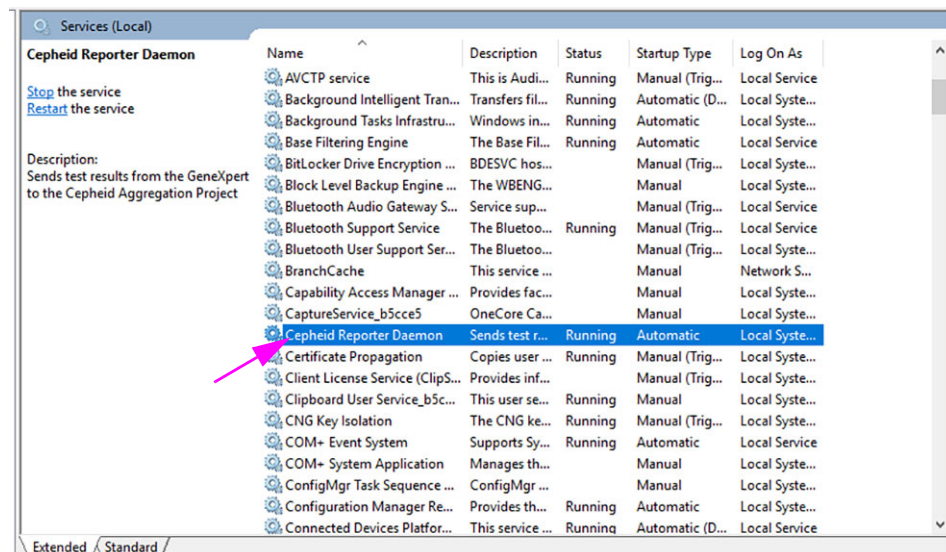 Services (Local)
Cepheid Reporter Daemon
Stop the service
Restart the service
Description:
Sends test results from the GeneXpert
to the Cepheid Aggregation Project
Name Description Status Startup Type Log On As
AVCTP service This is Audi... Running Manual (Trig... Local Service
Background Intelligent Tran... Transfers fil... Running Automatic (D... Local Syste...
Background Tasks Infrastru... Windows in... Running Automatic Local Syste...
Base Filtering Engine The Base Fil... Running Automatic Local Service
BitLocker Drive Encryption ... BDESVC hos... Manual (Trig... Local Syste...
Block Level Backup Engine ... The WBENG... Manual Local Syste...
Bluetooth Audio Gateway S... Service sup... Manual (Trig... Local Service
Bluetooth Support Service The Bluetoo... Running Manual (Trig... Local Service
Bluetooth User Support Ser... The Bluetoo... Manual (Trig... Local Syste...
BranchCache This service ... Manual Network S...
Capability Access Manager ... Provides fac... Manual Local Syste...
CaptureService_b5cce5 OneCore Ca... Manual Local Syste...
Cepheid Reporter Daemon Sends test r... Running Automatic Local Syste...
Certificate Propagation Copies user ... Running Manual (Trig... Local Syste...
Client License Service (ClipS... Provides inf... Manual (Trig... Local Syste...
Clipboard User Service_b5c... This user se... Running Manual Local Syste...
CNG Key Isolation The CNG ke... Running Manual (Trig... Local Syste...
COM+ Event System Supports Sy... Running Automatic Local Service
COM+ System Application Manages th... Manual Local Syste...
ConfigMgr Task Sequence ... ConfigMgr ... Manual Local Syste...
Configuration Manager Re... Provides th... Running Automatic Local Syste...
Connected Devices Platfor... This service ... Running Automatic (D... Local Service
Extended Standard